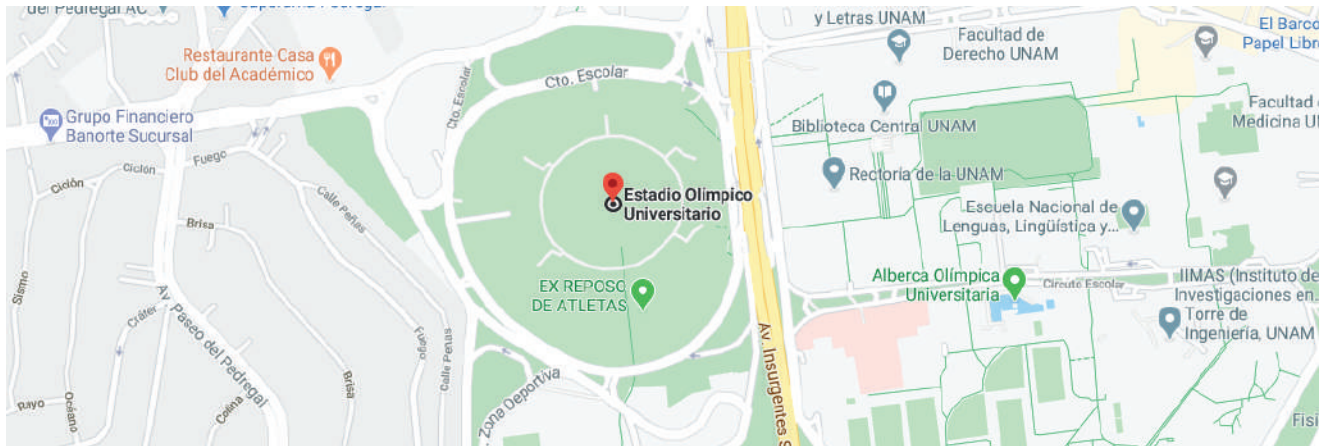 del Pedregal AC
Superama Pedregal
Restaurante Casa
Club del Académico
Grupo Financiero
Banorte Sucursal
Cto. Escolar
Cto. Escolar
y Letras UNAM
Facultad de
Derecho UNAM
El Barco
Papel Libre
Biblioteca Central UNAM
Facultad
Medicina
Rectoría de la UNAM
Ciclón
Ciclón
Fuego
Calle Peñas
Brisa
Estadio Olímpico
Universitario
Escuela Nacional de
Lenguas, Lingüística y...
Sismo
Av. Paseo del Pedregal
EX REPOSO
DE ATLETAS
Alberca Olímpica
Universitaria
Circuito Escolar
IIMAS (Instituto de
Investigaciones en...
Torre de
Ingeniería, UNAM
Cráter
Fuego
Calle Peñas
Brisa
Av. Insurgentes S
Rayo
Océano
Colina
Zona Deportiva
Fisi